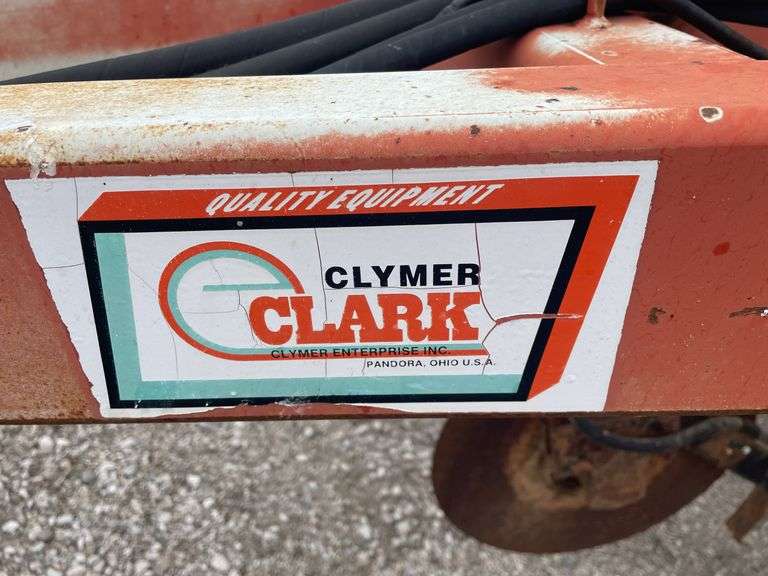 QUALITY EQUIPMENT
CLYMER
CLARK
CLYMER ENTERPRISE INC.
PANDORA, OHIO U.S.A.